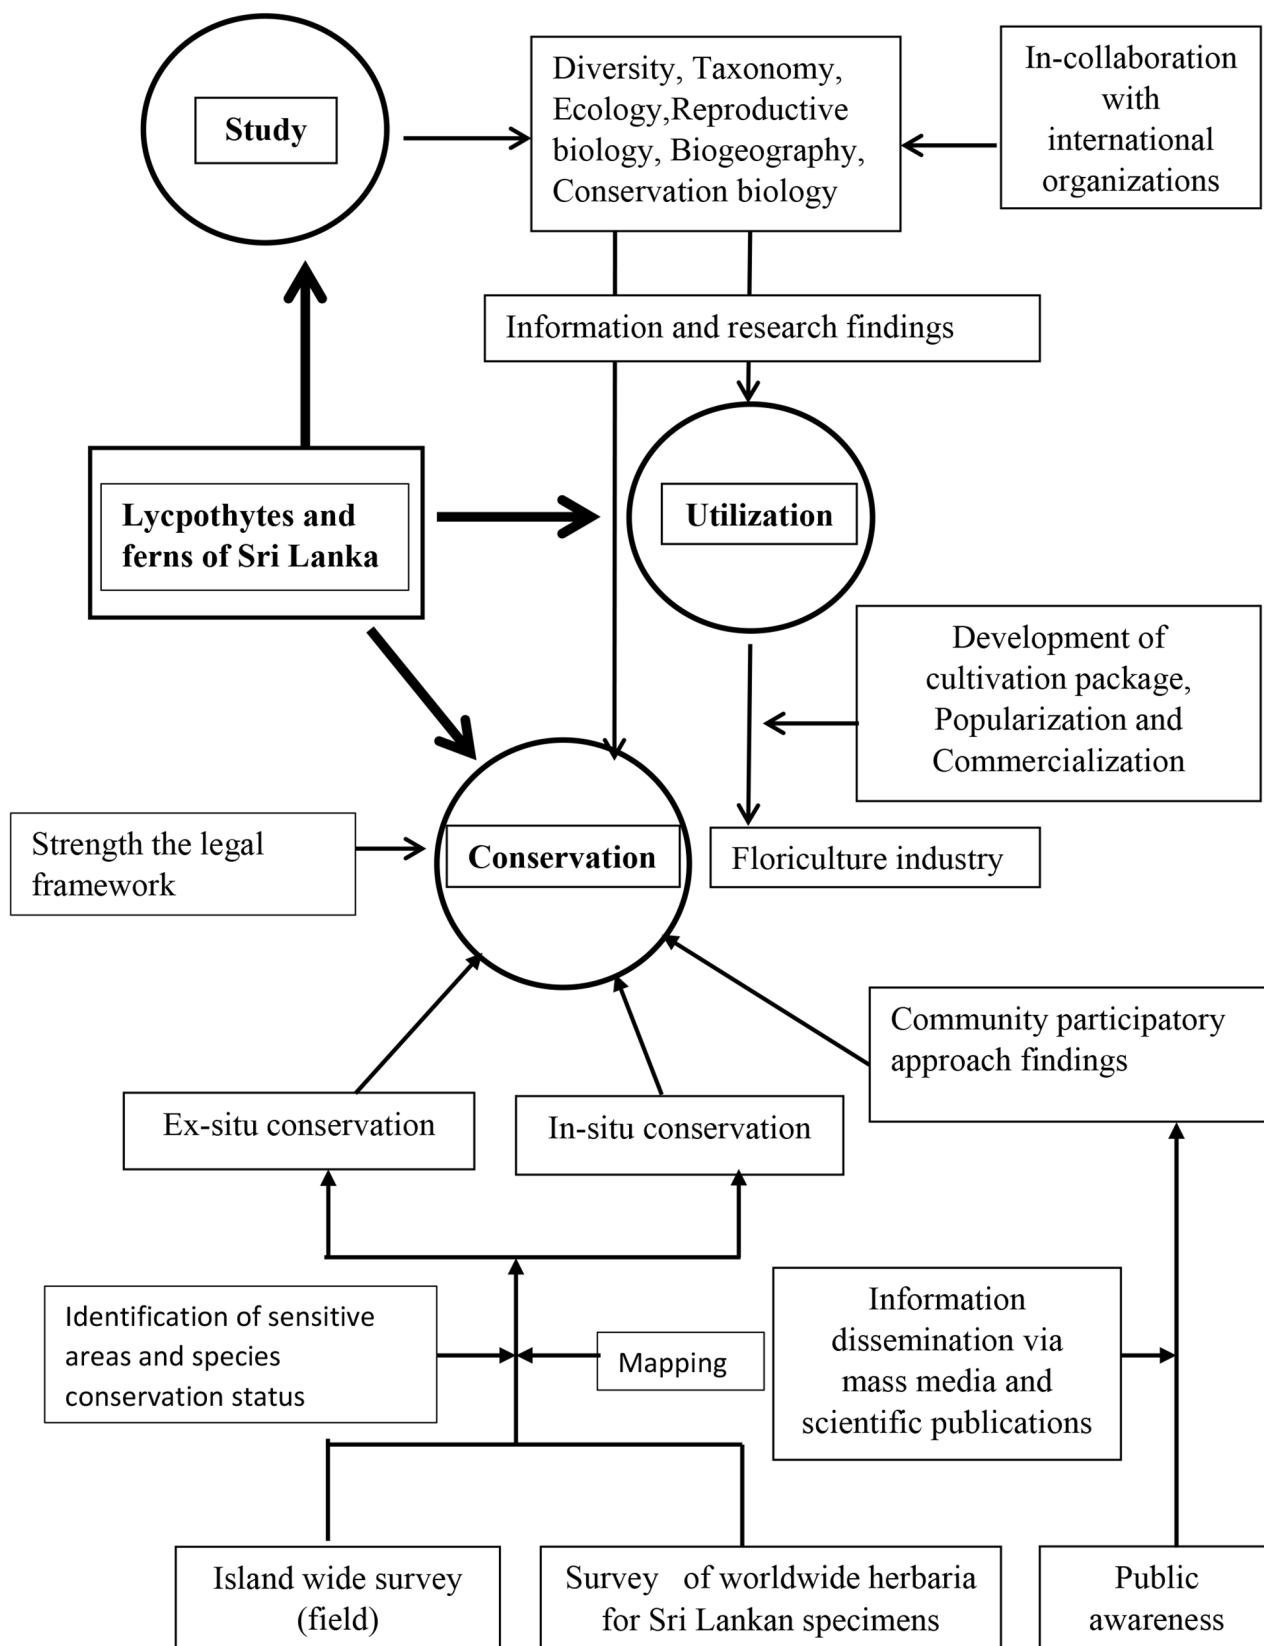 Study
Diversity, Taxonomy,
Ecology,Reproductive
biology, Biogeography,
Conservation biology
In-collaboration
with
international
organizations
Information and research findings
Lycpothytes and
ferns of Sri Lanka
Utilization
Development of
cultivation package,
Popularization and
Commercialization
Strength the legal
framework
Conservation
Floriculture industry
Community participatory
approach findings
Ex-situ conservation
In-situ conservation
Identification of sensitive
areas and species
conservation status
Mapping
Information
dissemination via
mass media and
scientific publications
Island wide survey
(field)
Survey of worldwide herbaria
for Sri Lankan specimens
Public
awareness